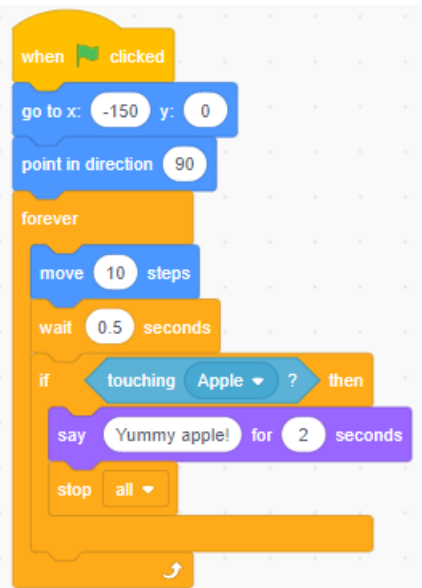 when clicked
go to x: -150 y: 0
point in direction 90
forever
move 10 steps
wait 0.5 seconds
if touching Apple ? then
say Yummy apple! for 2 seconds
stop all